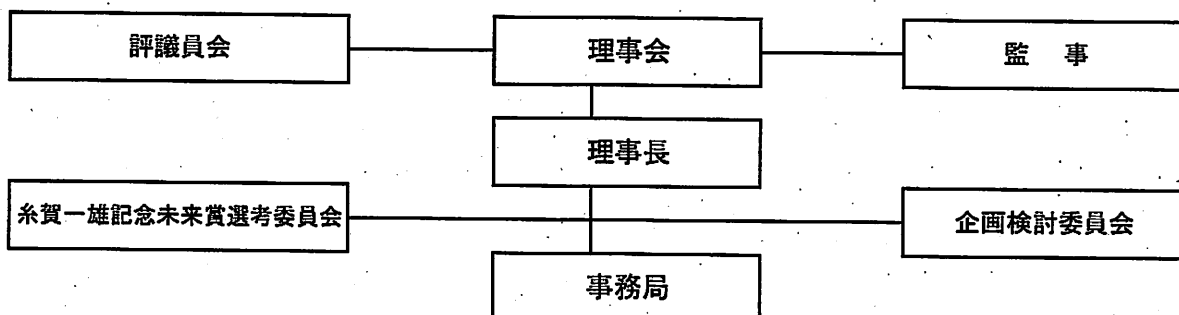 評議員会
理事会
監 事
理事長
糸賀一雄記念未来賞選考委員会
企画検討委員会
事務局